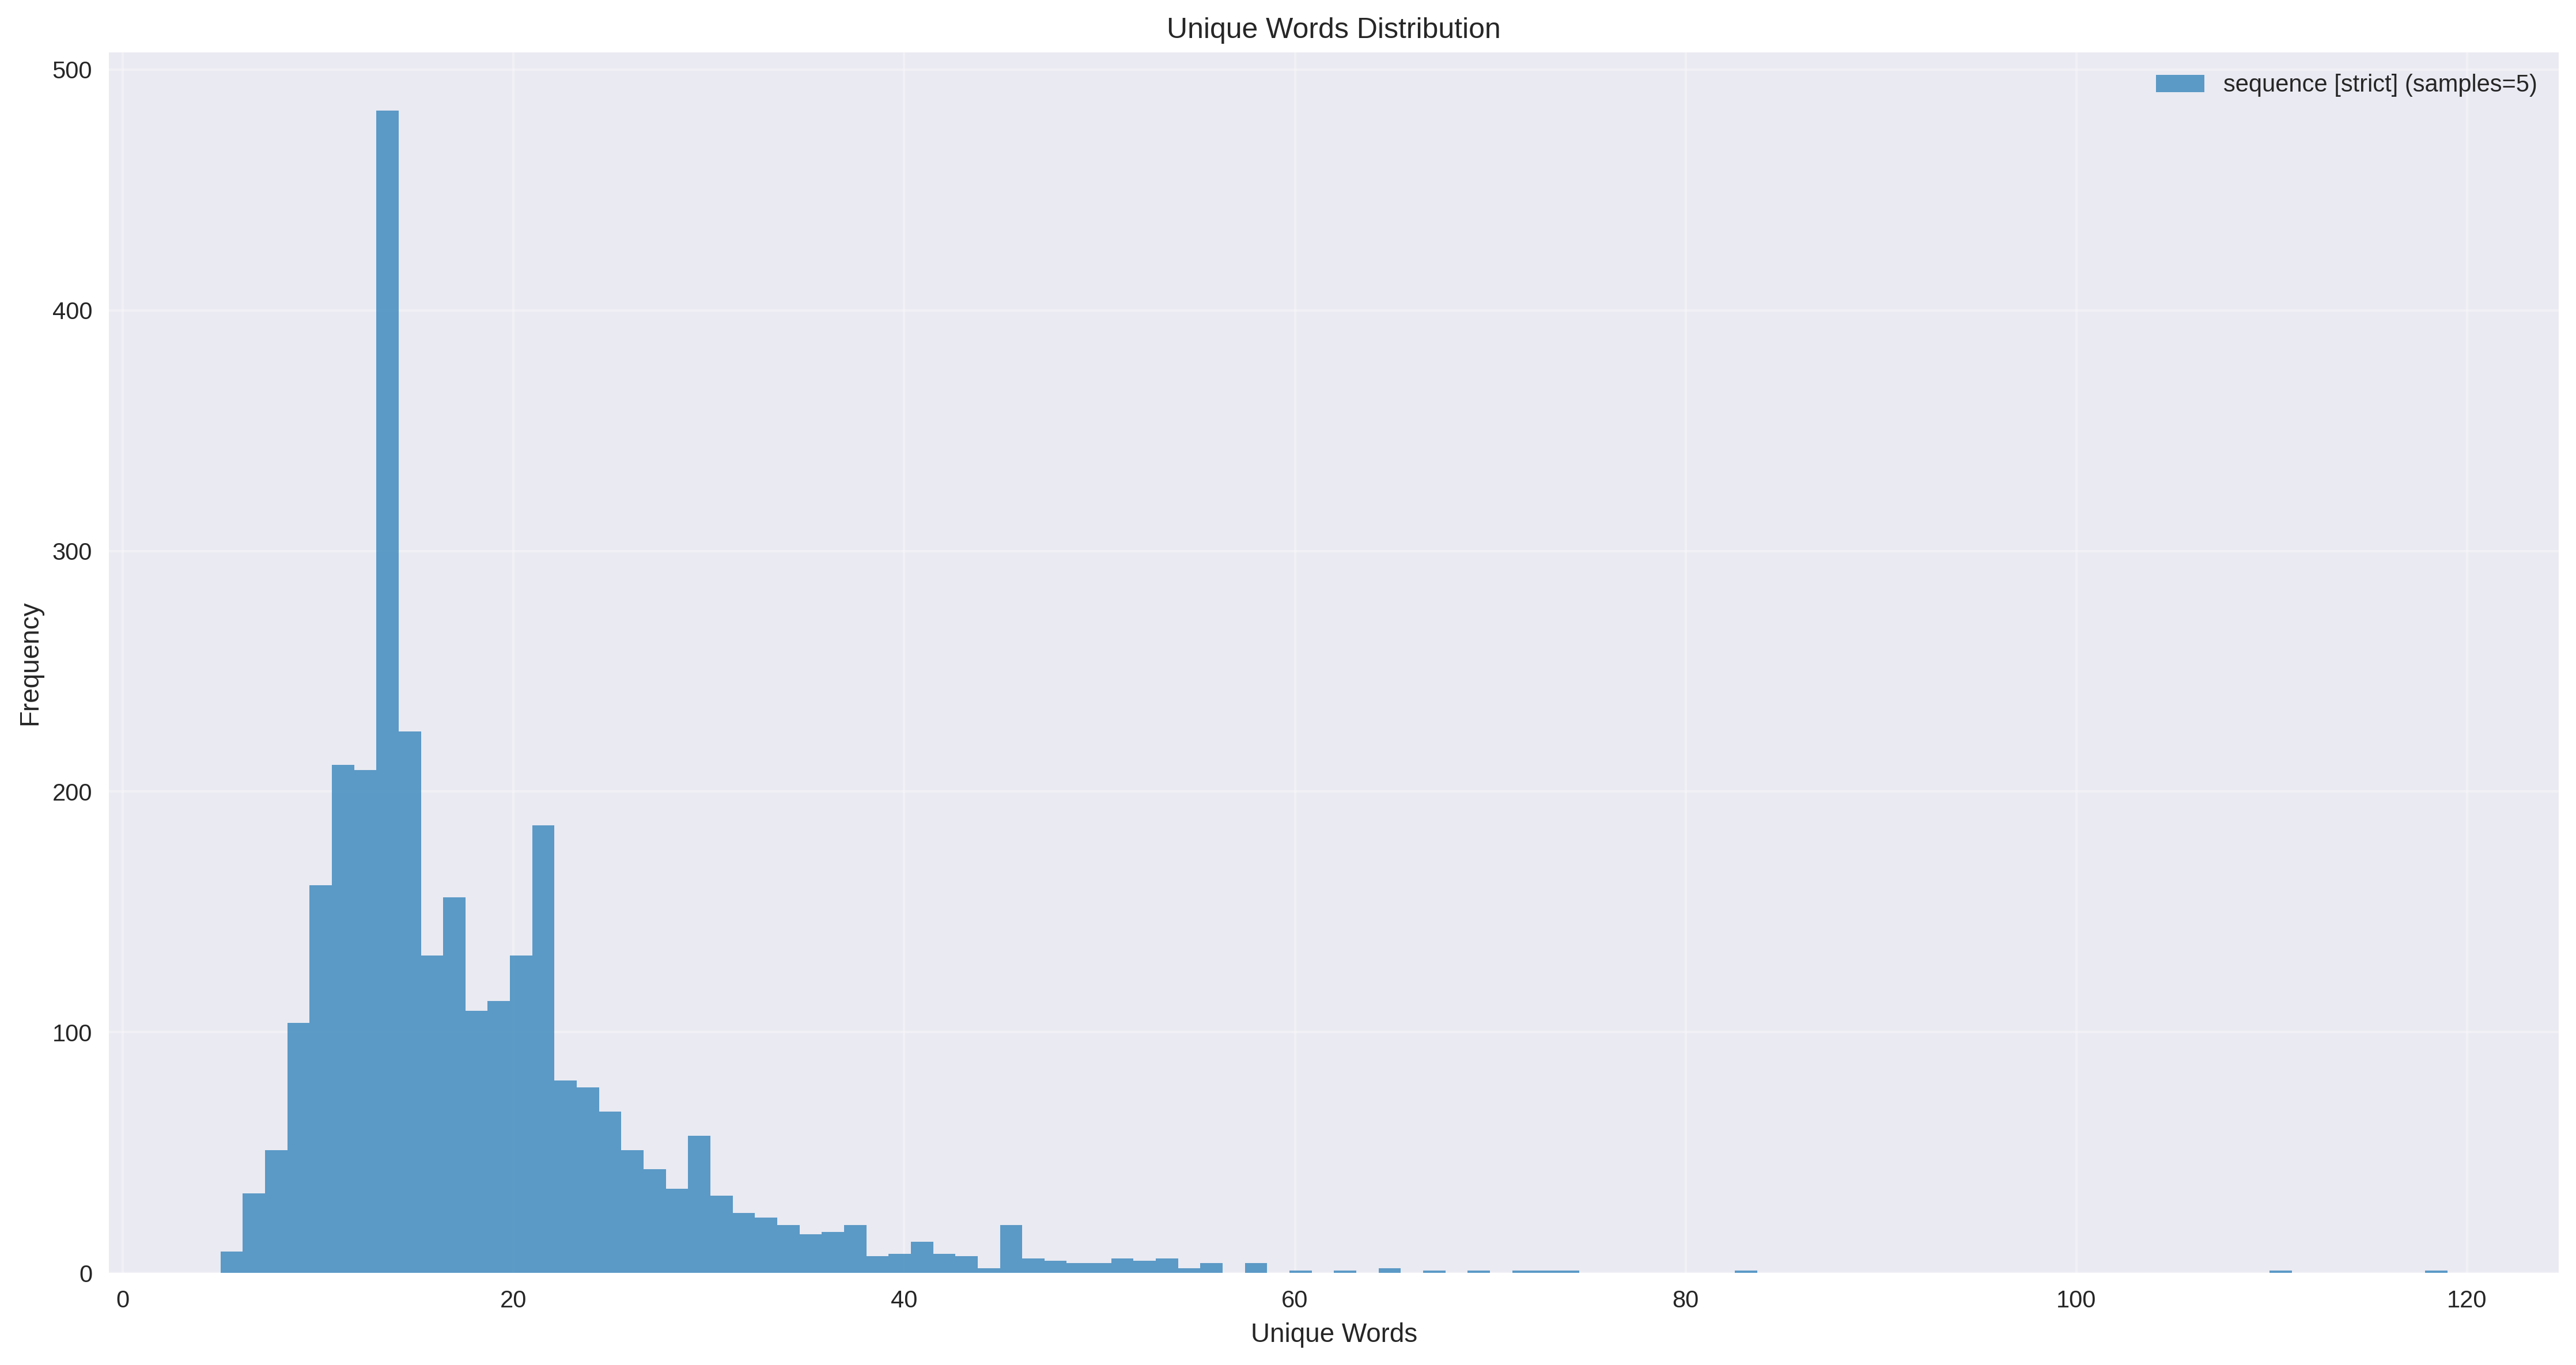 Unique Words Distribution
sequence [strict] (samples=5)
500
400
300
200
100
0
Frequency
0 20 40 60 80 100 120
Unique Words